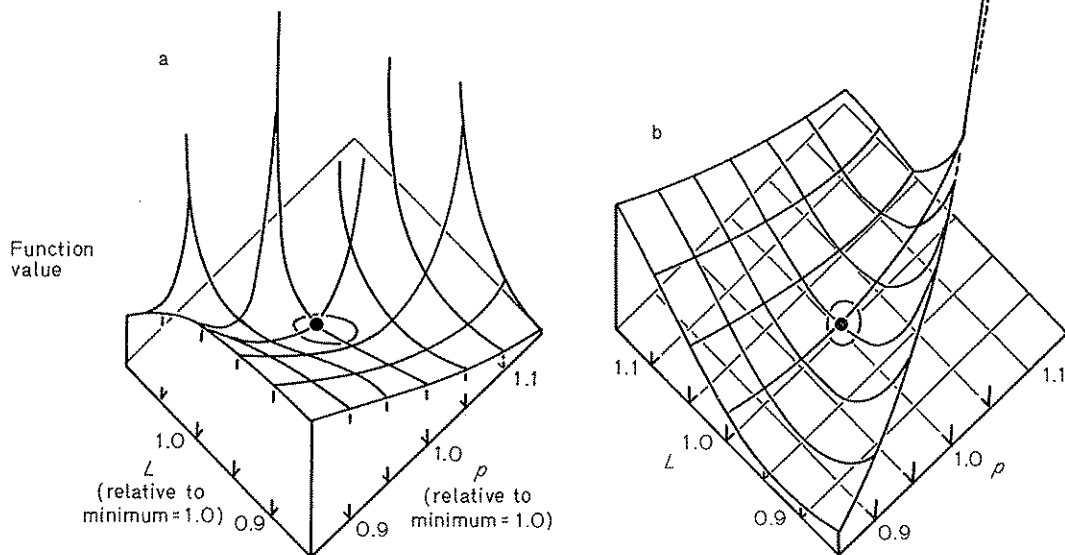 a
Function
value
1.1
1.0
p
(relative to
minimum=1.0)
0.9
1.0
L
(relative to
minimum=1.0)
0.9
b
1.1
1.0
L
0.9
1.1
1.0
p
0.9